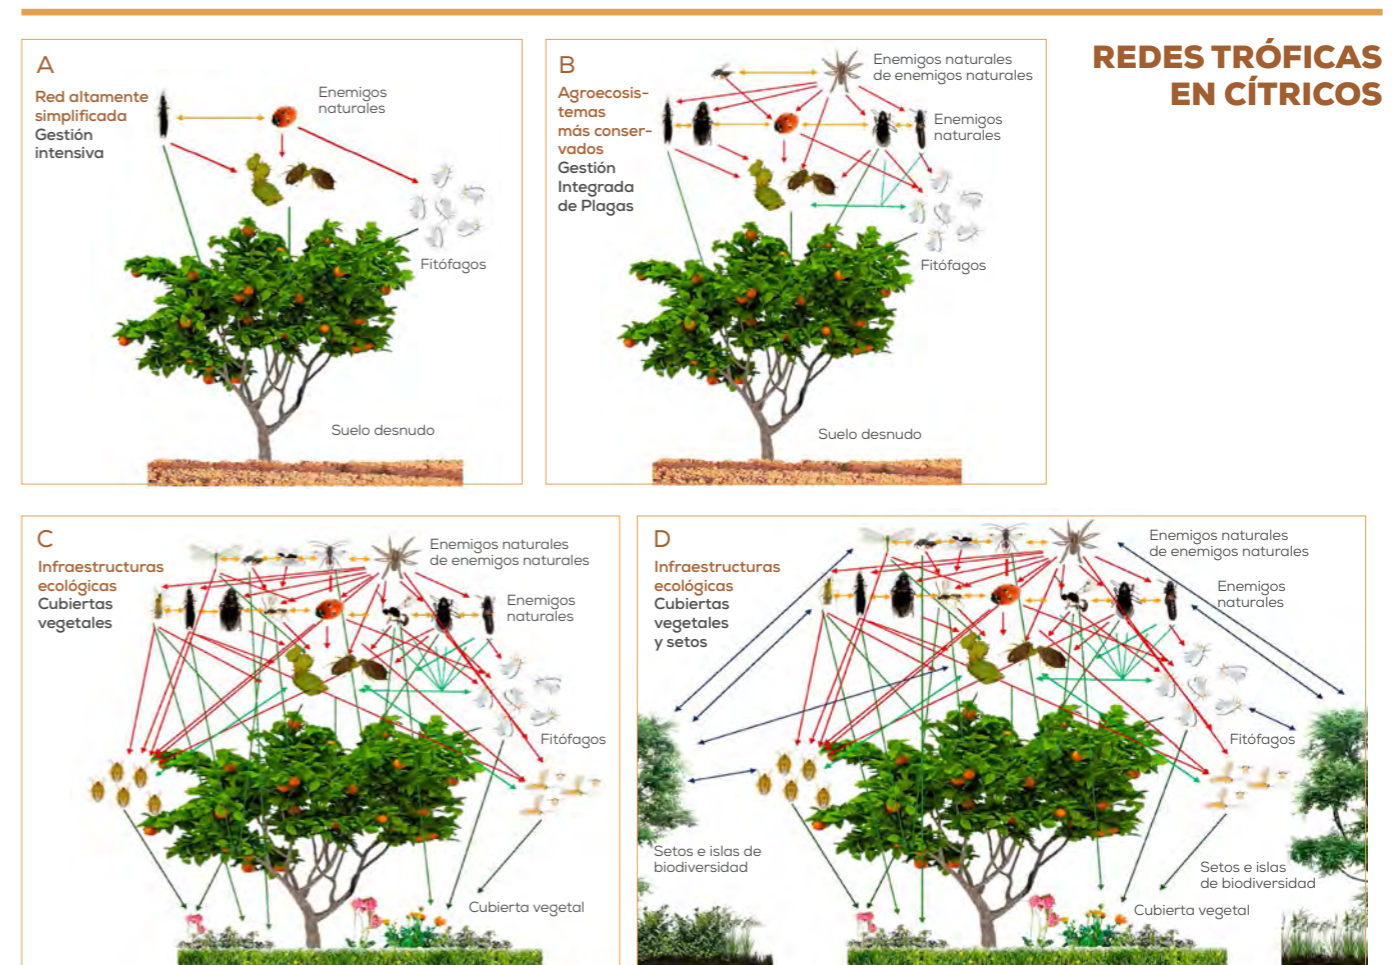 REDES TRÓFICAS
EN CÍTRICOS
A
Red altamente
simplificada
Gestión
intensiva
Enemigos
naturales
Fitófagos
Suelo desnudo
B
Agroecosis-
temas
más conser-
vados
Gestión
Integrada
de Plagas
Enemigos naturales
de enemigos naturales
Enemigos
naturales
Fitófagos
Suelo desnudo
C
Infraestructuras
ecológicas
Cubiertas
vegetales
Enemigos naturales
de enemigos naturales
Enemigos
naturales
Fitófagos
Cubierta vegetal
D
Infraestructuras
ecológicas
Cubiertas
vegetales
y setos
Enemigos naturales
de enemigos naturales
Enemigos
naturales
Fitófagos
Setos e islas de
biodiversidad
Setos e islas
de biodiversidad
Cubierta vegetal